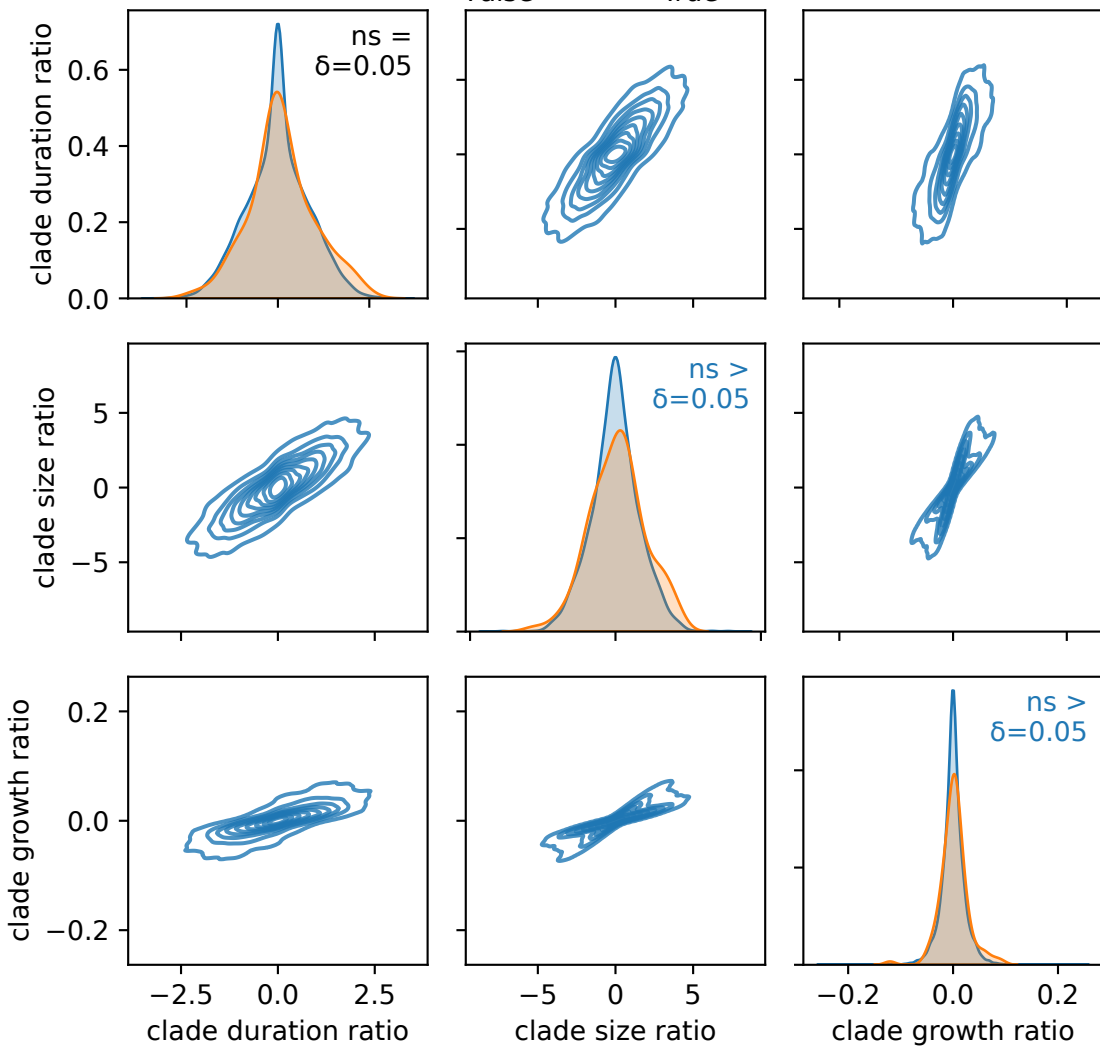 clade duration ratio
0.6
0.4
0.2
0.0
ns =
δ=0.05
clade size ratio
5
0
−5
ns >
δ=0.05
clade growth ratio
0.2
0.0
−0.2
ns >
δ=0.05
−2.5 0.0 2.5
−5 0 5
−0.2 0.0 0.2
clade duration ratio
clade size ratio
clade growth ratio